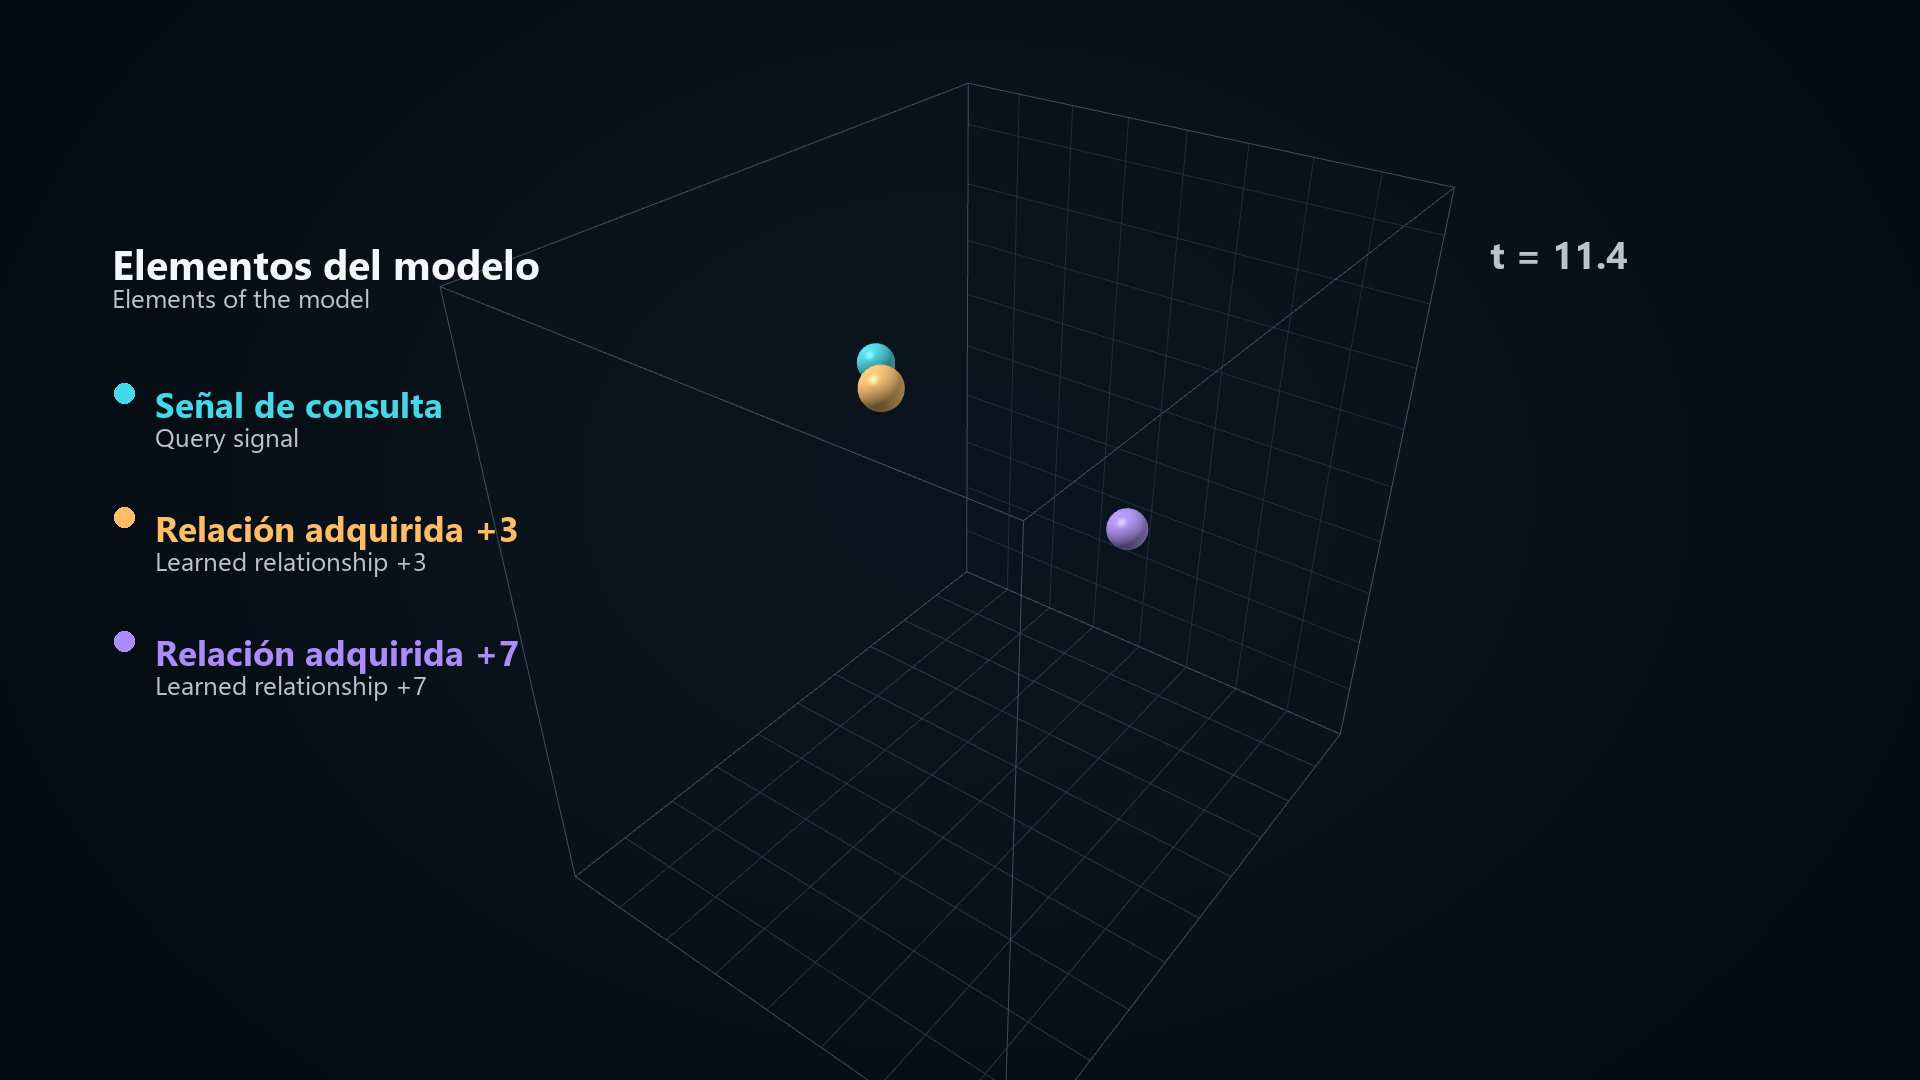 Elementos del modelo
Elements of the model
t = 11.4
Señal de consulta
Query signal
Relación adquirida +3
Learned relationship +3
Relación adquirida +7
Learned relationship +7